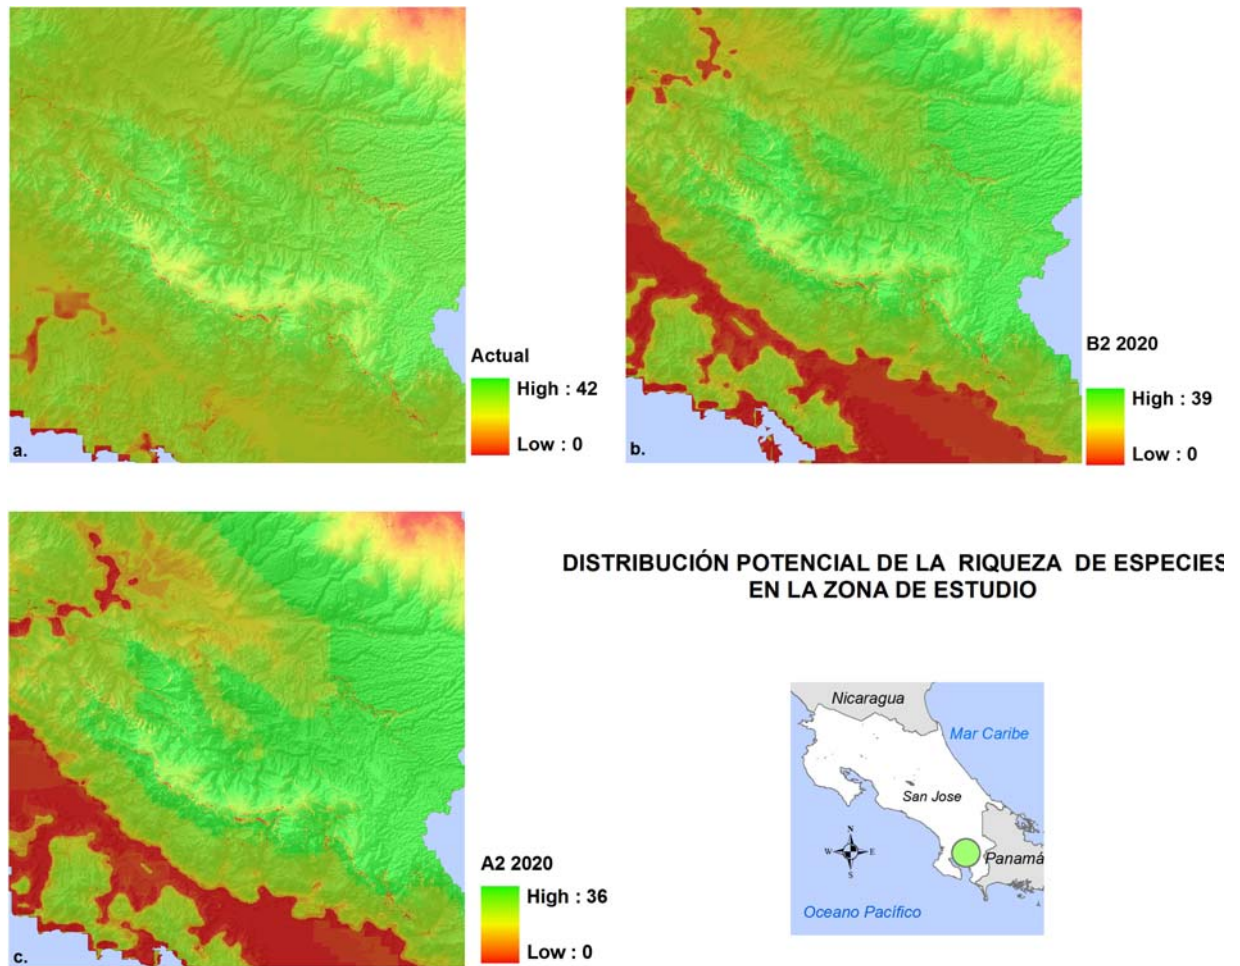 Actual
High : 42
Low : 0
a.
B2 2020
High : 39
Low : 0
b.
DISTRIBUCIÓN POTENCIAL DE LA RIQUEZA DE ESPECIES
EN LA ZONA DE ESTUDIO
A2 2020
High : 36
Low : 0
c.
Nicaragua
Mar Caribe
San Jose
N
W
E
S
Panamá
Oceano Pacífico